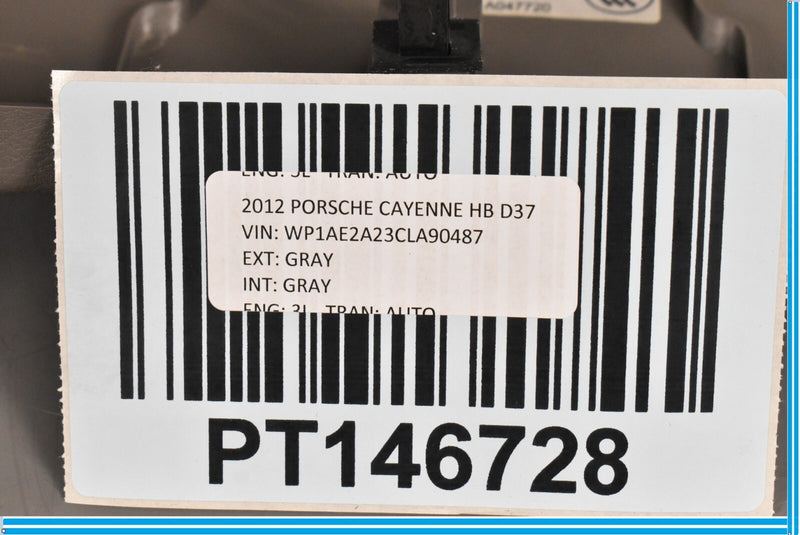 A047720
ENG: 3L TRAN: AUTO
2012 PORSCHE CAYENNE HB D37
VIN: WP1AE2A23CLA90487
EXT: GRAY
INT: GRAY
ENG: 3L TRAN: AUTO
PT146728